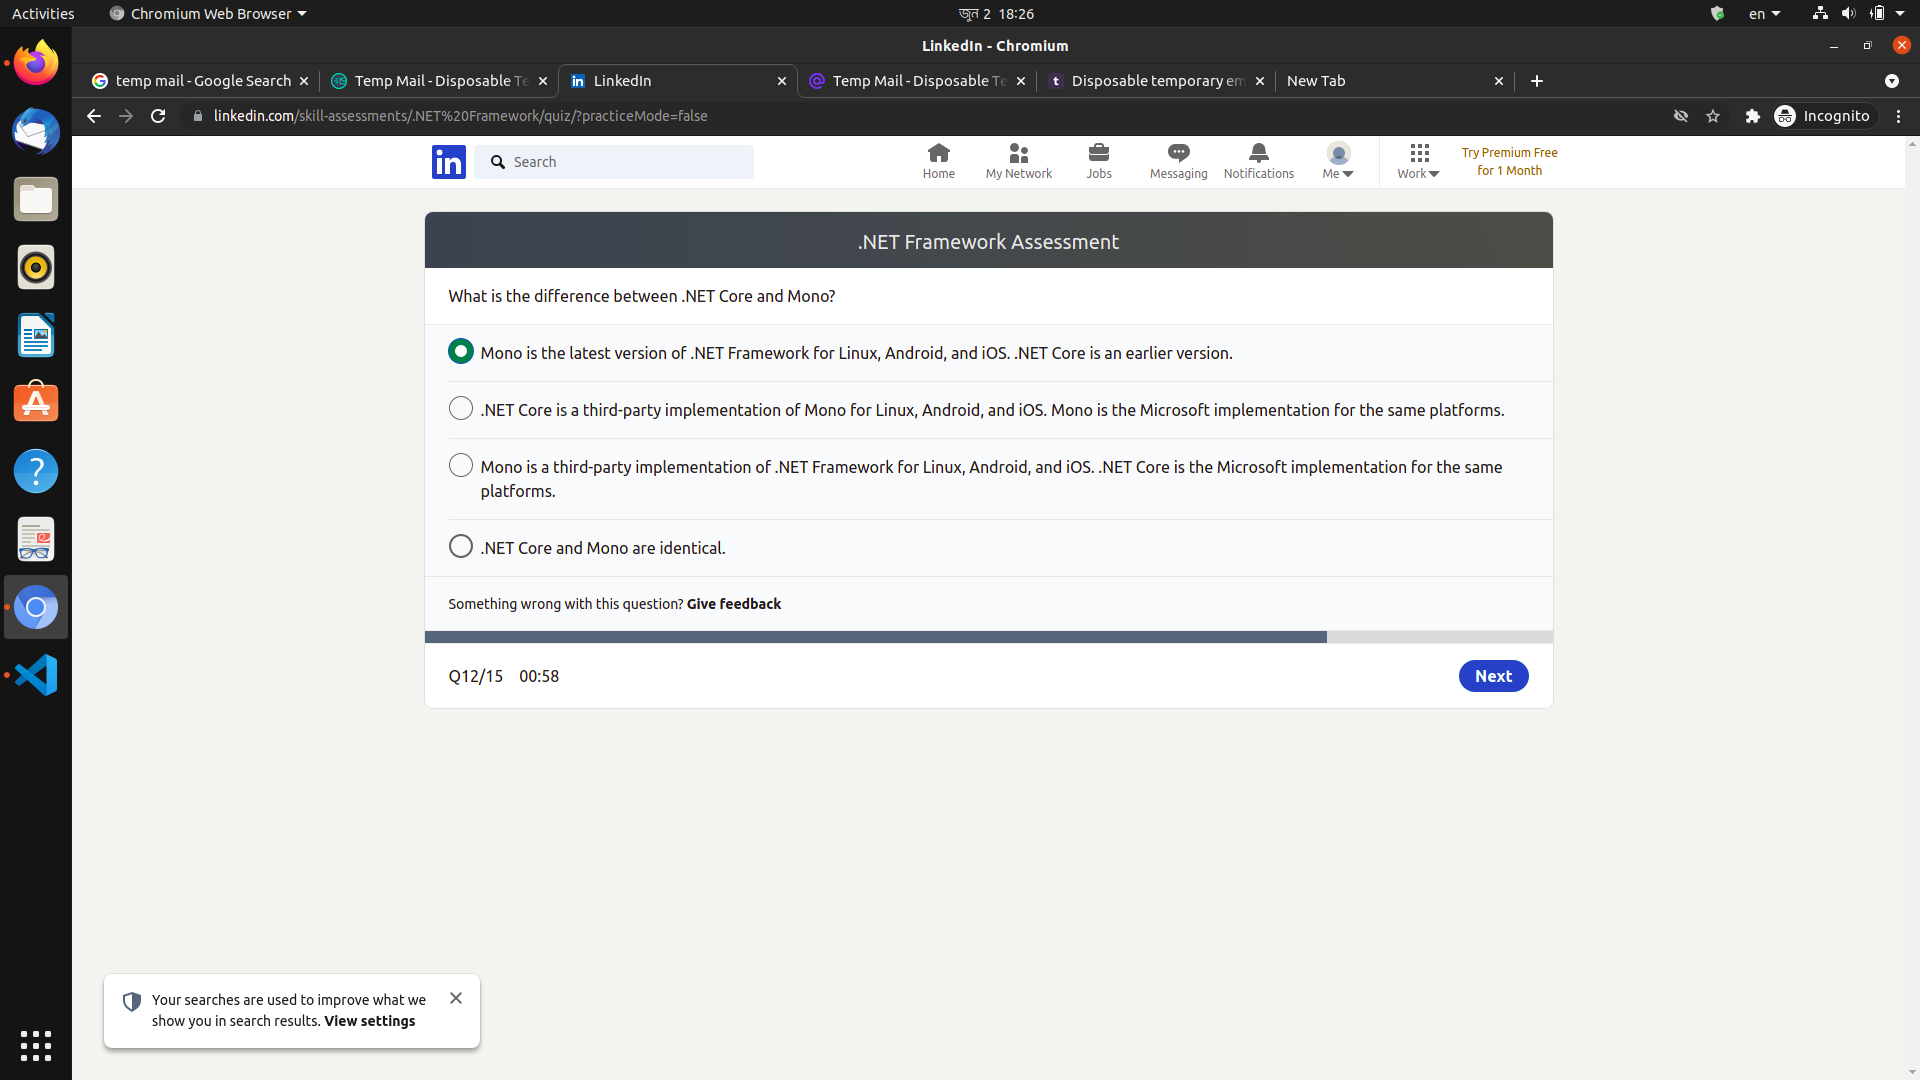 Activities
Chromium Web Browser
জুন 2 18:26
en
LinkedIn - Chromium
temp mail - Google Search
Temp Mail - Disposable Te
LinkedIn
Temp Mail - Disposable Te
Disposable temporary em
New Tab
linkedin.com/skill-assessments/.NET%20Framework/quiz/?practiceMode=false
Incognito
in
Search
Home
My Network
Jobs
Messaging
Notifications
Me
Work
Try Premium Free
for 1 Month
.NET Framework Assessment
What is the difference between .NET Core and Mono?
Mono is the latest version of .NET Framework for Linux, Android, and iOS. .NET Core is an earlier version.
.NET Core is a third-party implementation of Mono for Linux, Android, and iOS. Mono is the Microsoft implementation for the same platforms.
Mono is a third-party implementation of .NET Framework for Linux, Android, and iOS. .NET Core is the Microsoft implementation for the same
platforms.
.NET Core and Mono are identical.
Something wrong with this question? Give feedback
Q12/15 00:58
Next
Your searches are used to improve what we
show you in search results. View settings